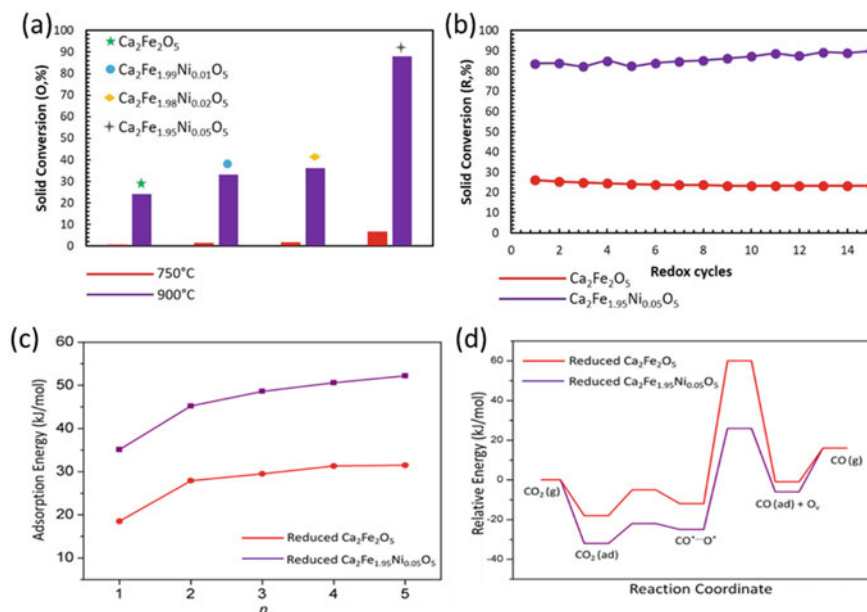 (a)
100
90
80
70
60
50
40
30
20
10
0
Solid Conversion (O,%)
Ca₂Fe₂O₅
Ca₂Fe₁.₉₉Ni₀.₀₁O₅
Ca₂Fe₁.₉₈Ni₀.₀₂O₅
Ca₂Fe₁.₉₅Ni₀.₀₅O₅
750°C
900°C
(b)
100
90
80
70
60
50
40
30
20
10
0
Solid Conversion (R,%)
0 2 4 6 8 10 12 14
Redox cycles
Ca₂Fe₂O₅
Ca₂Fe₁.₉₅Ni₀.₀₅O₅
(c)
60
50
40
30
20
10
Adsorption Energy (kJ/mol)
Reduced Ca₂Fe₂O₅
Reduced Ca₂Fe₁.₉₅Ni₀.₀₅O₅
1 2 3 4 5
n
(d)
60
40
20
0
-20
-40
Relative Energy (kJ/mol)
Reduced Ca₂Fe₂O₅
Reduced Ca₂Fe₁.₉₅Ni₀.₀₅O₅
CO₂ (g)
CO₂ (ad)
CO*···O*
CO (ad) + Oᵥ
CO (g)
Reaction Coordinate